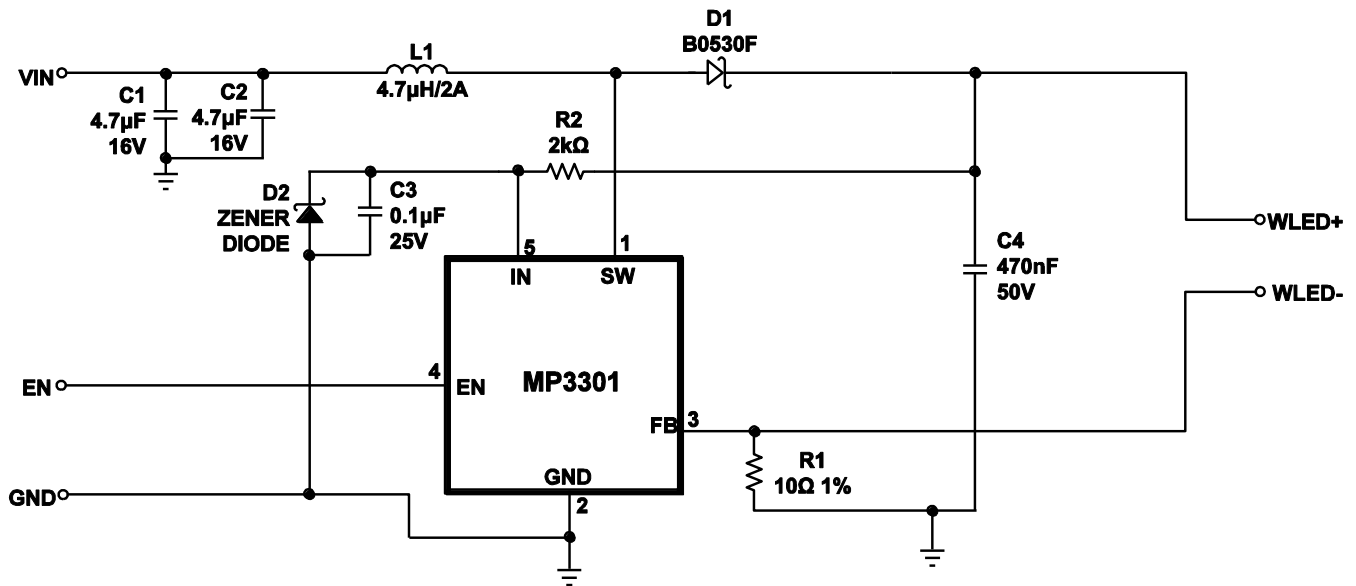 D1
B0530F
VIN
L1
4.7µH/2A
C1
4.7µF
16V
C2
4.7µF
16V
R2
2kΩ
D2
ZENER
DIODE
C3
0.1µF
25V
5
1
IN
SW
WLED+
C4
470nF
50V
WLED-
EN
4
EN
MP3301
FB
3
R1
10Ω 1%
GND
GND
2